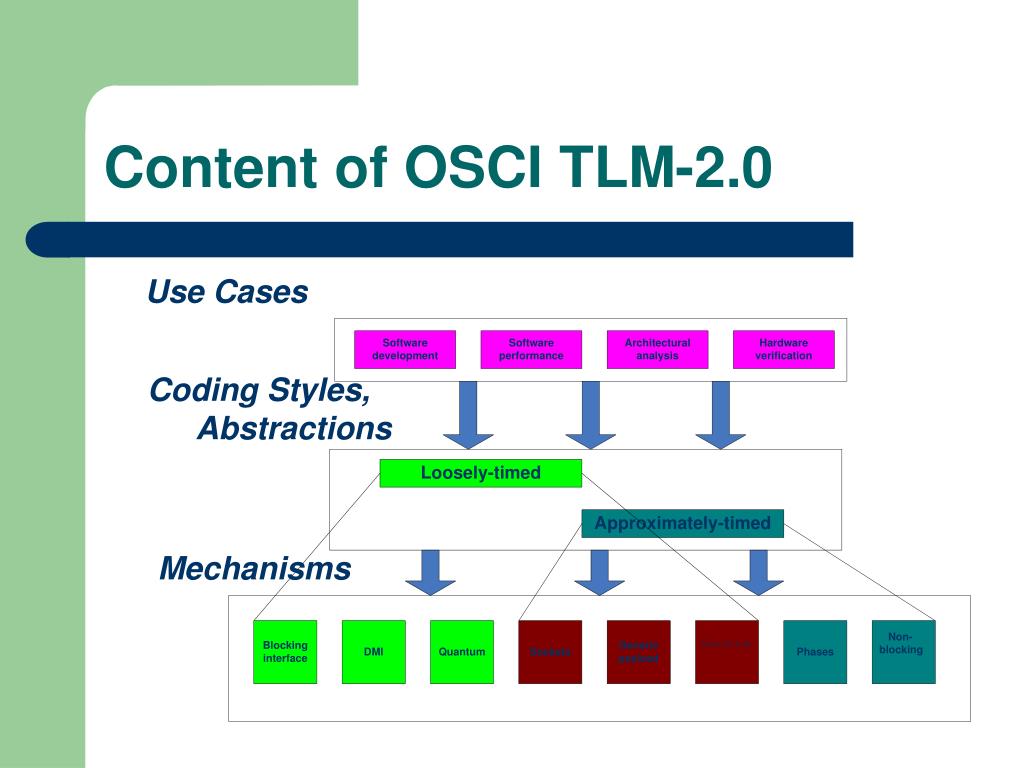 Content of OSCI TLM-2.0
Use Cases
Software
development
Software
performance
Architectural
analysis
Hardware
verification
Coding Styles,
Abstractions
Loosely-timed
Approximately-timed
Mechanisms
Blocking
interface
DMI
Quantum
Sockets
Generic
payload
Phases
Non-
blocking